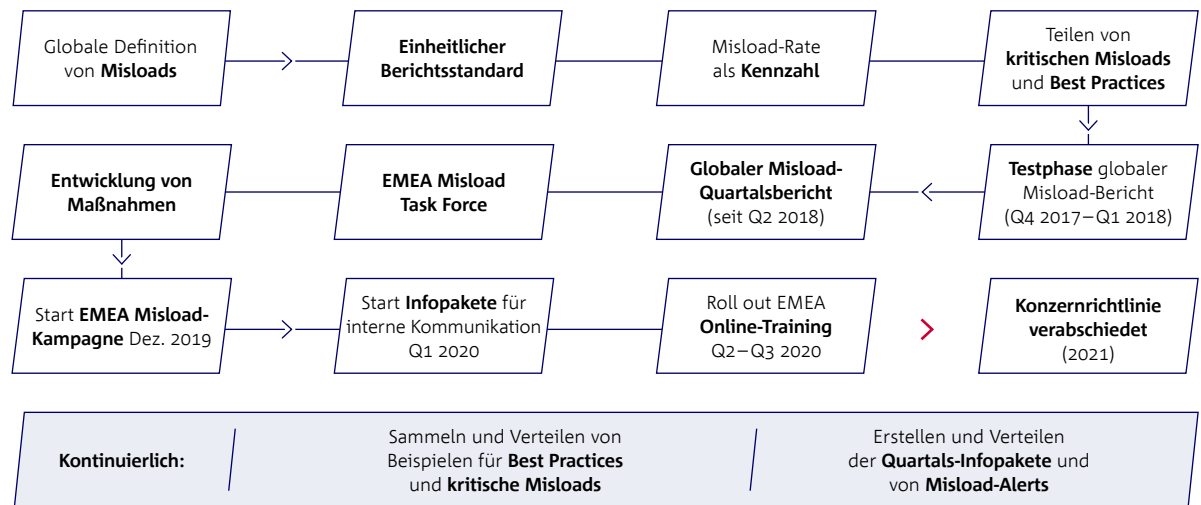 Globale Definition
von Misloads
Einheitlicher
Berichtsstandard
Misload-Rate
als Kennzahl
Teilen von
kritischen Misloads
und Best Practices
Testphase globaler
Misload-Bericht
(Q4 2017–Q1 2018)
Globaler Misload-
Quartalsbericht
(seit Q2 2018)
EMEA Misload
Task Force
Entwicklung von
Maßnahmen
Start EMEA Misload-
Kampagne Dez. 2019
Start Infopakete für
interne Kommunikation
Q1 2020
Roll out EMEA
Online-Training
Q2–Q3 2020
Konzernrichtlinie
verabschiedet
(2021)
Kontinuierlich:
Sammeln und Verteilen von
Beispielen für Best Practices
und kritische Misloads
Erstellen und Verteilen
der Quartals-Infopakete und
von Misload-Alerts